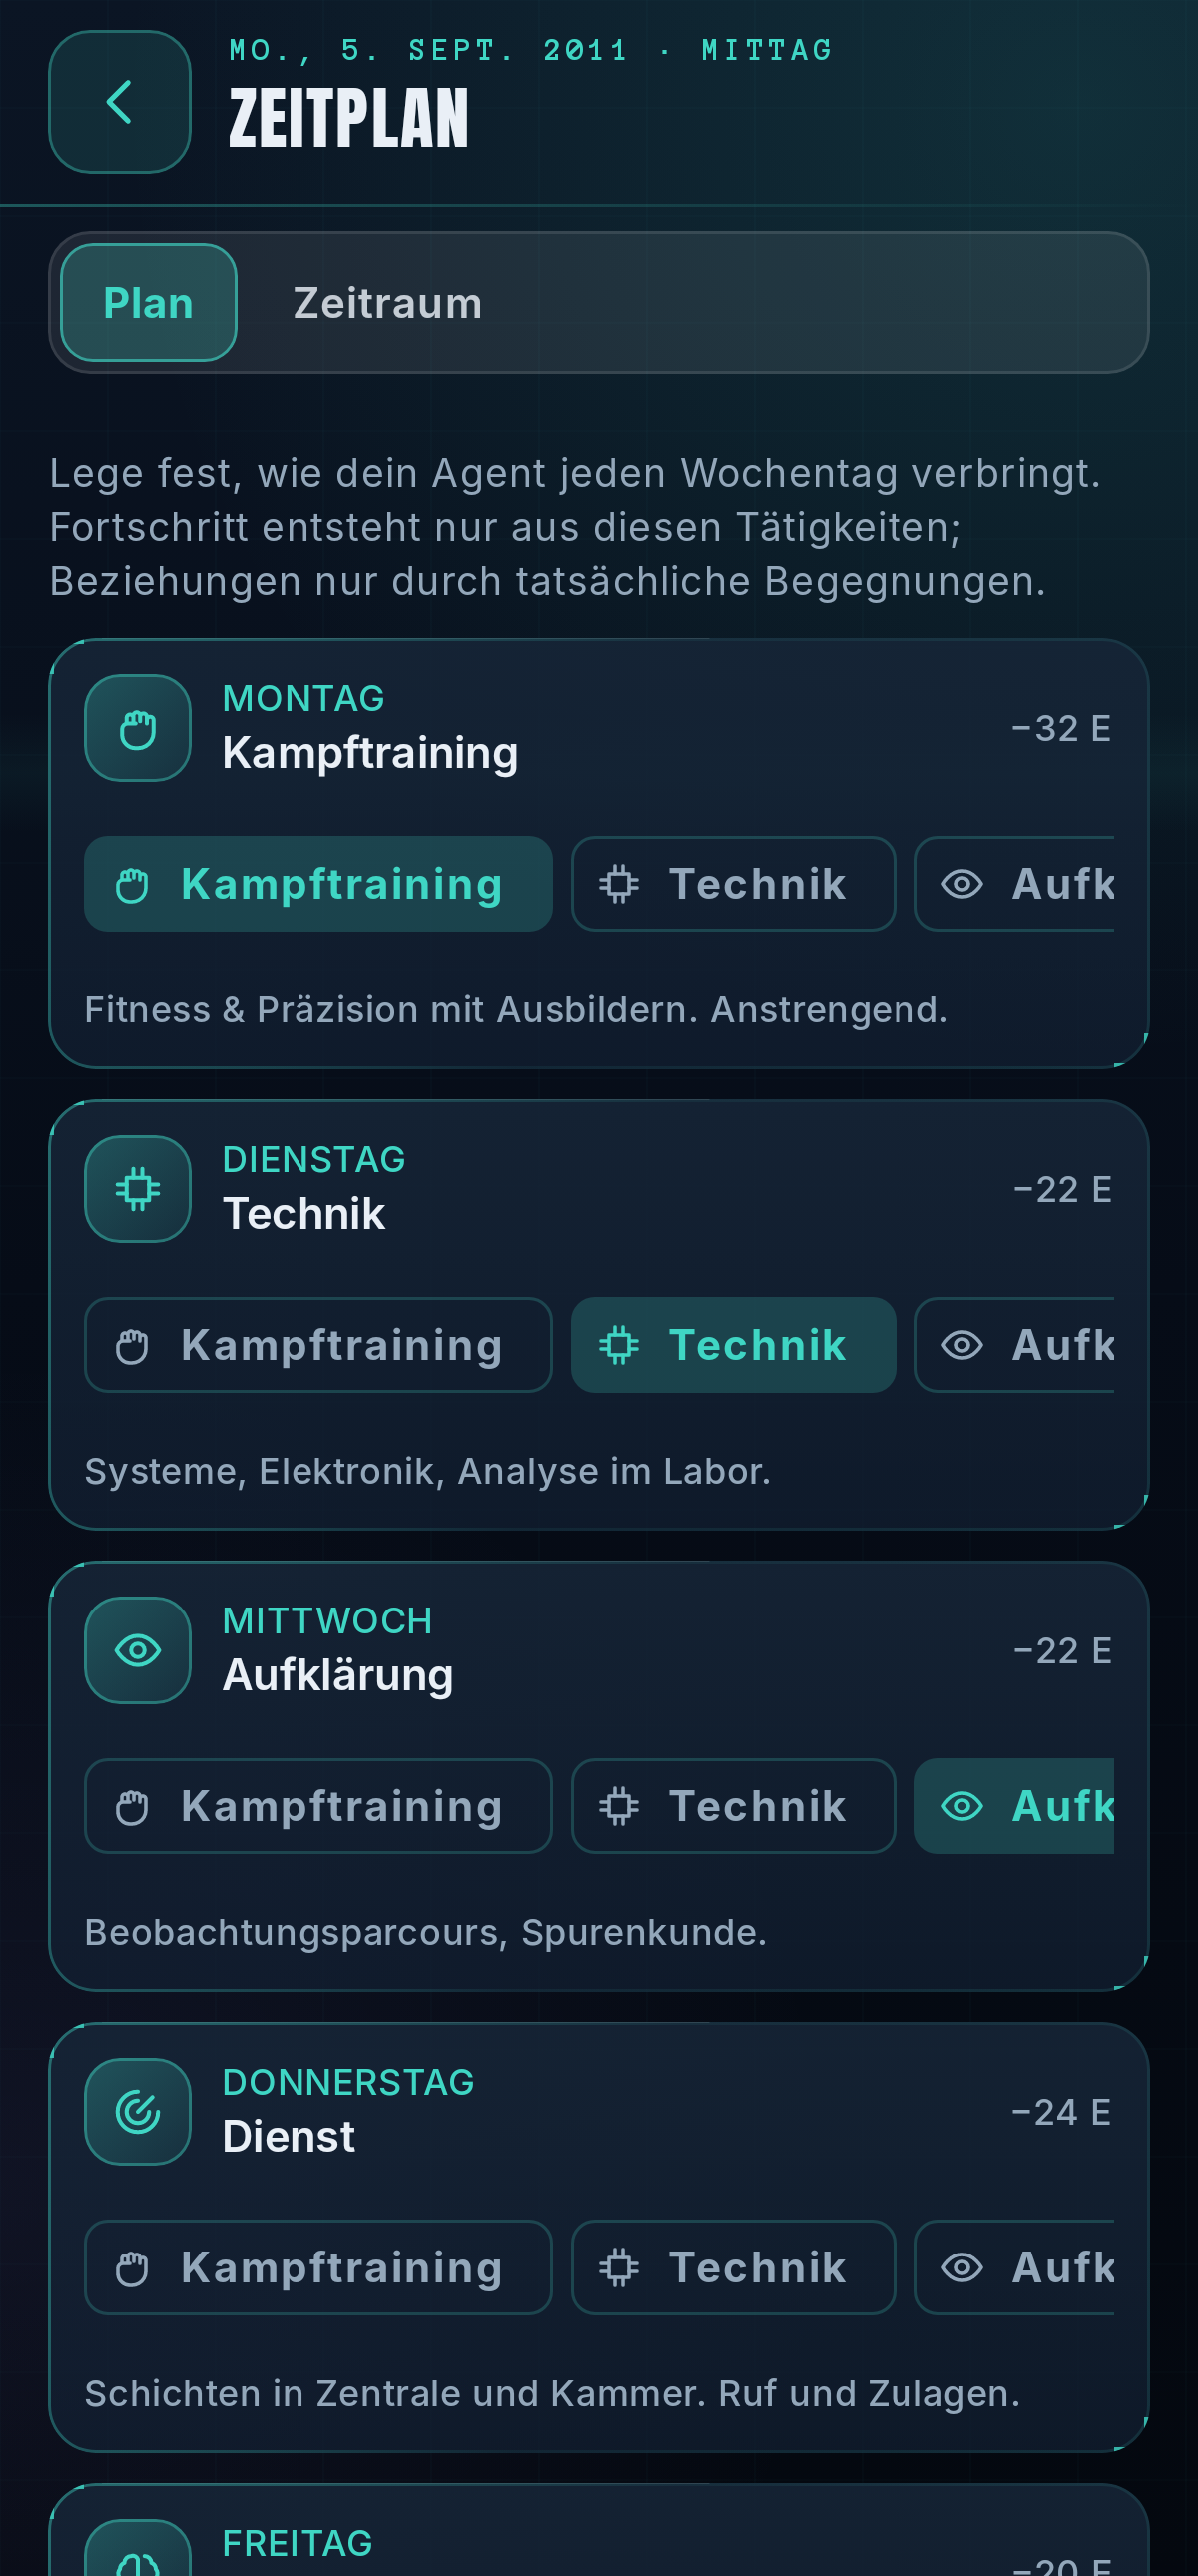 MO., 5. SEPT. 2011 · MITTAG
ZEITPLAN
Plan Zeitraum
Lege fest, wie dein Agent jeden Wochentag verbringt.
Fortschritt entsteht nur aus diesen Tätigkeiten;
Beziehungen nur durch tatsächliche Begegnungen.
MONTAG
Kampftraining
−32 E
Kampftraining Technik Aufk
Fitness & Präzision mit Ausbildern. Anstrengend.
DIENSTAG
Technik
−22 E
Kampftraining Technik Aufk
Systeme, Elektronik, Analyse im Labor.
MITTWOCH
Aufklärung
−22 E
Kampftraining Technik Aufk
Beobachtungsparcours, Spurenkunde.
DONNERSTAG
Dienst
−24 E
Kampftraining Technik Aufk
Schichten in Zentrale und Kammer. Ruf und Zulagen.
FREITAG
−20 E